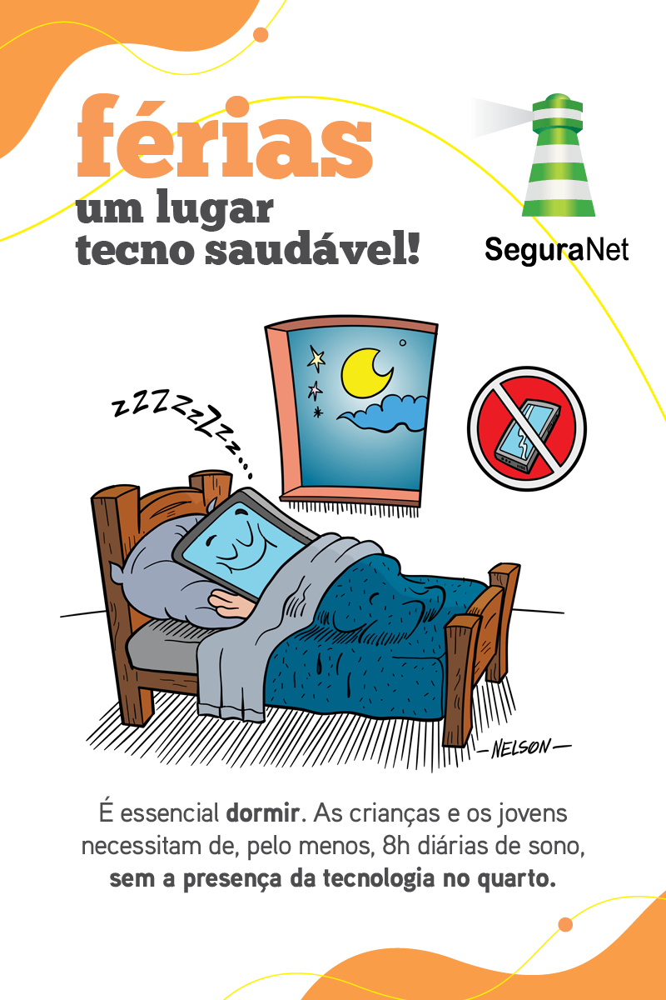 férias
um lugar
tecno saudável!
SeguraNet
zzzzzzzzz...
NELSON
É essencial dormir. As crianças e os jovens
necessitam de, pelo menos, 8h diárias de sono,
sem a presença da tecnologia no quarto.